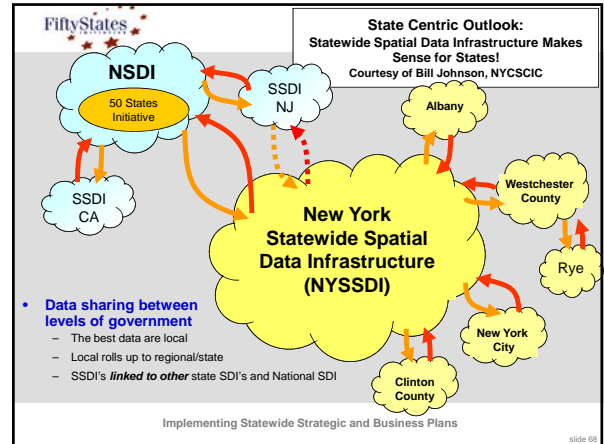 FiftyStates
INITIATIVE
State Centric Outlook:
Statewide Spatial Data Infrastructure Makes
Sense for States!
Courtesy of Bill Johnson, NYCSCIC
NSDI
50 States
Initiative
SSDI
NJ
SSDI
CA
Albany
Westchester
County
Rye
New York
Statewide Spatial
Data Infrastructure
(NYSSDI)
New York
City
Clinton
County
• Data sharing between
levels of government
– The best data are local
– Local rolls up to regional/state
– SSDI's linked to other state SDI's and National SDI
Implementing Statewide Strategic and Business Plans
slide 68